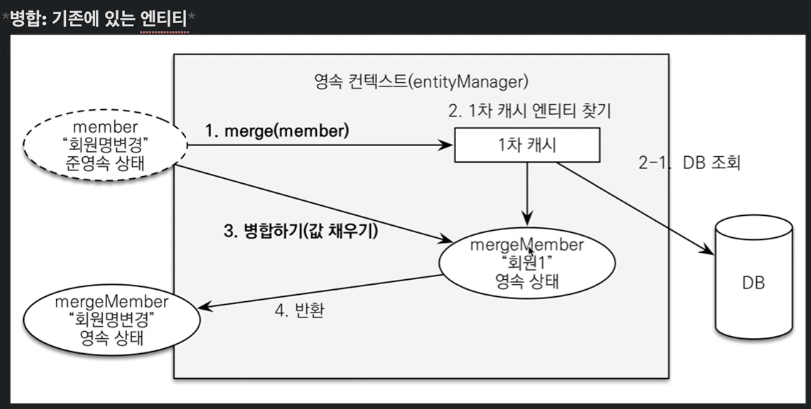 *병합: 기존에 있는 엔티티*
영속 컨텍스트(entityManager)
member
“회원명변경”
준영속 상태
1. merge(member)
2. 1차 캐시 엔티티 찾기
1차 캐시
2-1. DB 조회
3. 병합하기(값 채우기)
mergeMember
“회원1”
영속 상태
DB
mergeMember
“회원명변경”
영속 상태
4. 반환